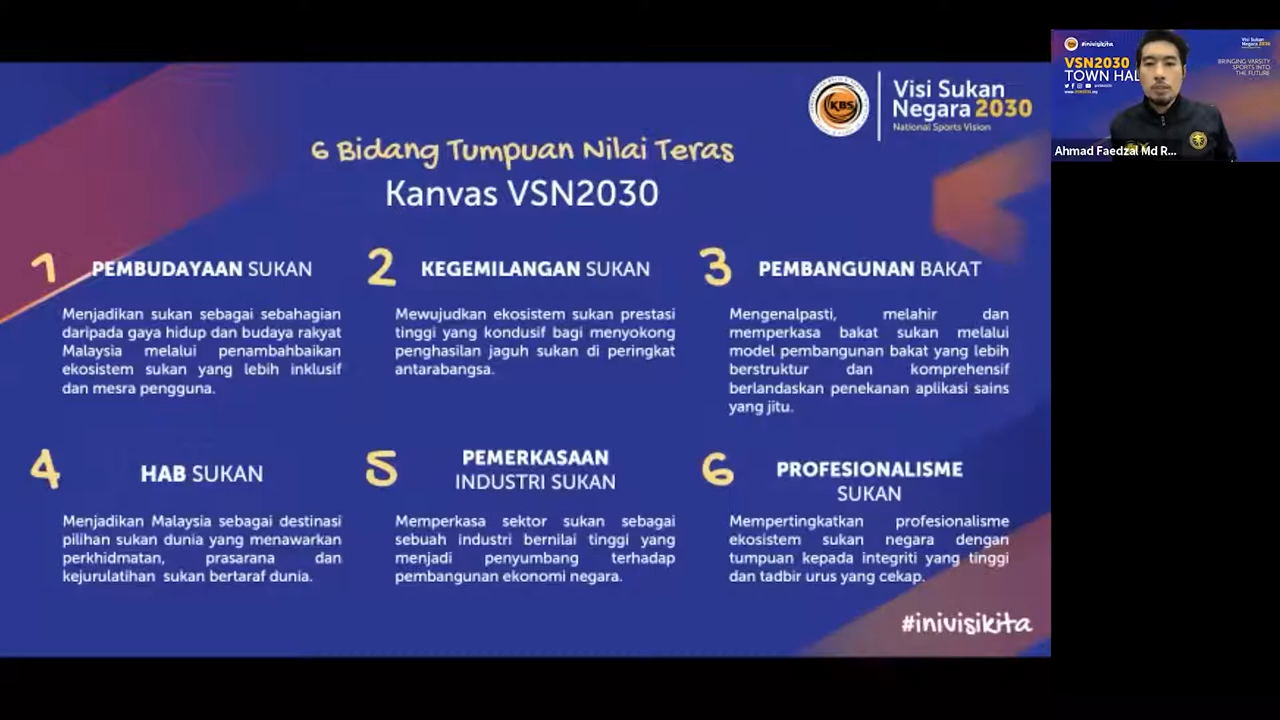 KBS
Visi Sukan
Negara 2030
National Sports Vision
6 Bidang Tumpuan Nilai Teras
Kanvas VSN2030
1
PEMBUDAYAAN SUKAN
Menjadikan sukan sebagai sebahagian
daripada gaya hidup dan budaya rakyat
Malaysia melalui penambahbaikan
ekosistem sukan yang lebih inklusif
dan mesra pengguna.
2
KEGEMILANGAN SUKAN
Mewujudkan ekosistem sukan prestasi
tinggi yang kondusif bagi menyokong
penghasilan jaguh sukan di peringkat
antarabangsa.
3
PEMBANGUNAN BAKAT
Mengenalpasti, melahir dan
memperkasa bakat sukan melalui
model pembangunan bakat yang lebih
berstruktur dan komprehensif
berlandaskan penekanan aplikasi sains
yang jitu.
4
HAB SUKAN
Menjadikan Malaysia sebagai destinasi
pilihan sukan dunia yang menawarkan
perkhidmatan, prasarana dan
kejurulatihan sukan bertaraf dunia.
5
PEMERKASAAN
INDUSTRI SUKAN
Memperkasa sektor sukan sebagai
sebuah industri bernilai tinggi yang
menjadi penyumbang terhadap
pembangunan ekonomi negara.
6
PROFESIONALISME
SUKAN
Mempertingkatkan profesionalisme
ekosistem sukan negara dengan
tumpuan kepada integriti yang tinggi
dan tadbir urus yang cekap.
#inivisikita
#inivisikita
Visi Sukan
Negara 2030
VSN2030
TOWN HAL
BRINGING VARSITY
SPORTS INTO
THE FUTURE
Ahmad Faedzal Md R...